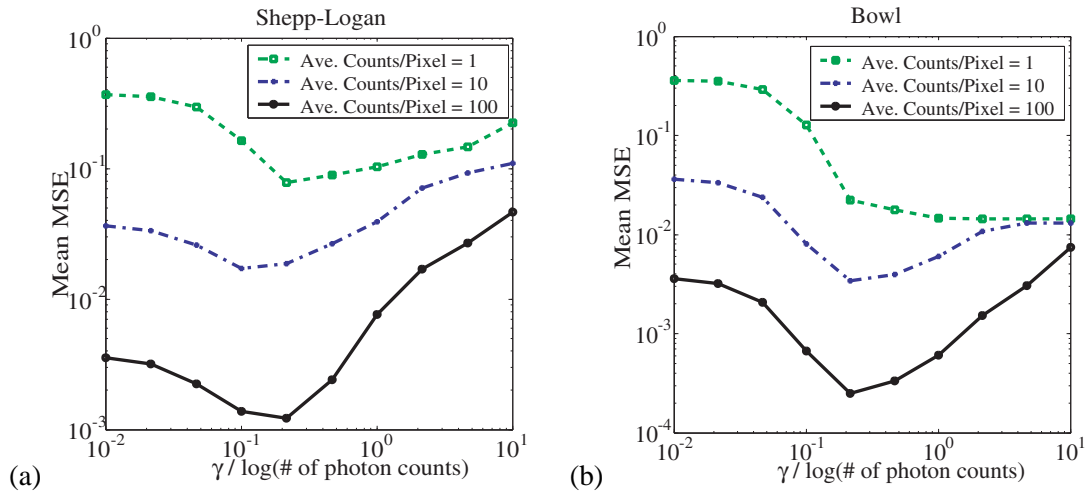 Shepp-Logan
10^0
Ave. Counts/Pixel = 1
Ave. Counts/Pixel = 10
Ave. Counts/Pixel = 100
10^-1
Mean MSE
10^-2
10^-3
10^-2
10^-1
10^0
10^1
γ / log(# of photon counts)
(a)
Bowl
10^0
Ave. Counts/Pixel = 1
Ave. Counts/Pixel = 10
Ave. Counts/Pixel = 100
10^-1
Mean MSE
10^-2
10^-3
10^-4
10^-2
10^-1
10^0
10^1
γ / log(# of photon counts)
(b)